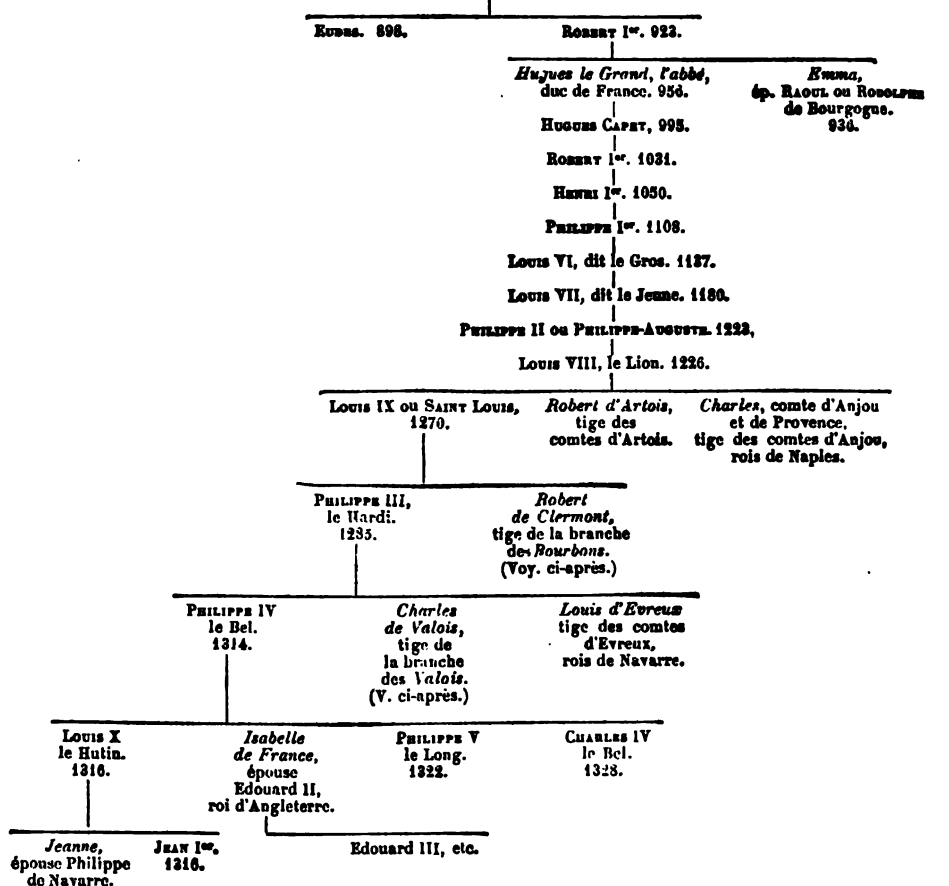 EUDES. 898. ROBERT Ier. 923.
Hugues le Grand, l'abbé,
duc de France. 956.
Emma,
ép. RAOUL OU RODOLPHE
de Bourgogne.
936.
HUGUES CAPET, 995.
ROBERT Ier. 1031.
HENRI Ier. 1050.
PHILIPPE Ier. 1108.
LOUIS VI, dit le Gros. 1137.
LOUIS VII, dit le Jeune. 1180.
PHILIPPE II OU PHILIPPE-AUGUSTE. 1223,
LOUIS VIII, le Lion. 1226.
LOUIS IX OU SAINT LOUIS,
1270.
Robert d'Artois,
tige des
comtes d'Artois.
Charles, comte d'Anjou
et de Provence,
tige des comtes d'Anjou,
rois de Naples.
PHILIPPE III,
le Hardi.
1285.
Robert
de Clermont,
tige de la branche
des Bourbons.
(Voy. ci-après.)
PHILIPPE IV
le Bel.
1314.
Charles
de Valois,
tige de
la branche
des Valois.
(V. ci-après.)
Louis d'Evreux
tige des comtes
d'Evreux,
rois de Navarre.
LOUIS X
le Hutin.
1316.
Isabelle
de France,
épouse
Edouard II,
roi d'Angleterre.
PHILIPPE V
le Long.
1322.
CHARLES IV
le Bel.
1328.
Jeanne,
épouse Philippe
de Navarre.
JEAN Ier.
1316.
Edouard III, etc.